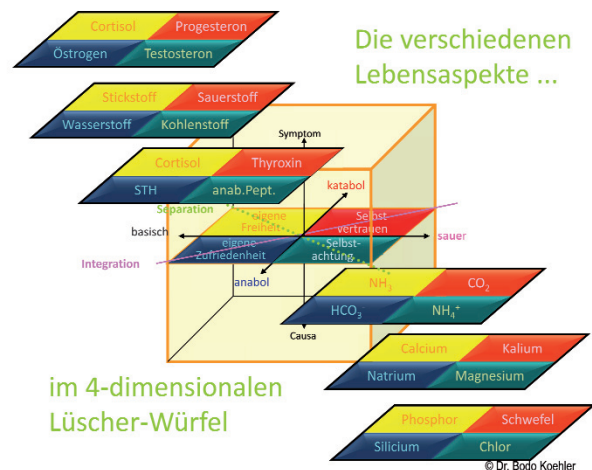 Cortisol Progesteron
Östrogen Testosteron
Die verschiedenen
Lebensaspekte ...
Stickstoff Sauerstoff
Wasserstoff Kohlenstoff
Symptom
Cortisol Thyroxin
STH anab.Pept.
katabol
Separation
eigene
Freiheit
Selbst
vertrauen
basisch
sauer
eigene
Zufriedenheit
Selbst-
achtung
Integration
anabol
NH3 CO2
HCO3 NH4+
Causa
Calcium Kalium
Natrium Magnesium
im 4-dimensionalen
Lüscher-Würfel
Phosphor Schwefel
Silicium Chlor
© Dr. Bodo Koehler